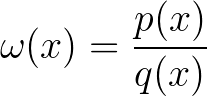 ω(x) = p(x)/q(x)